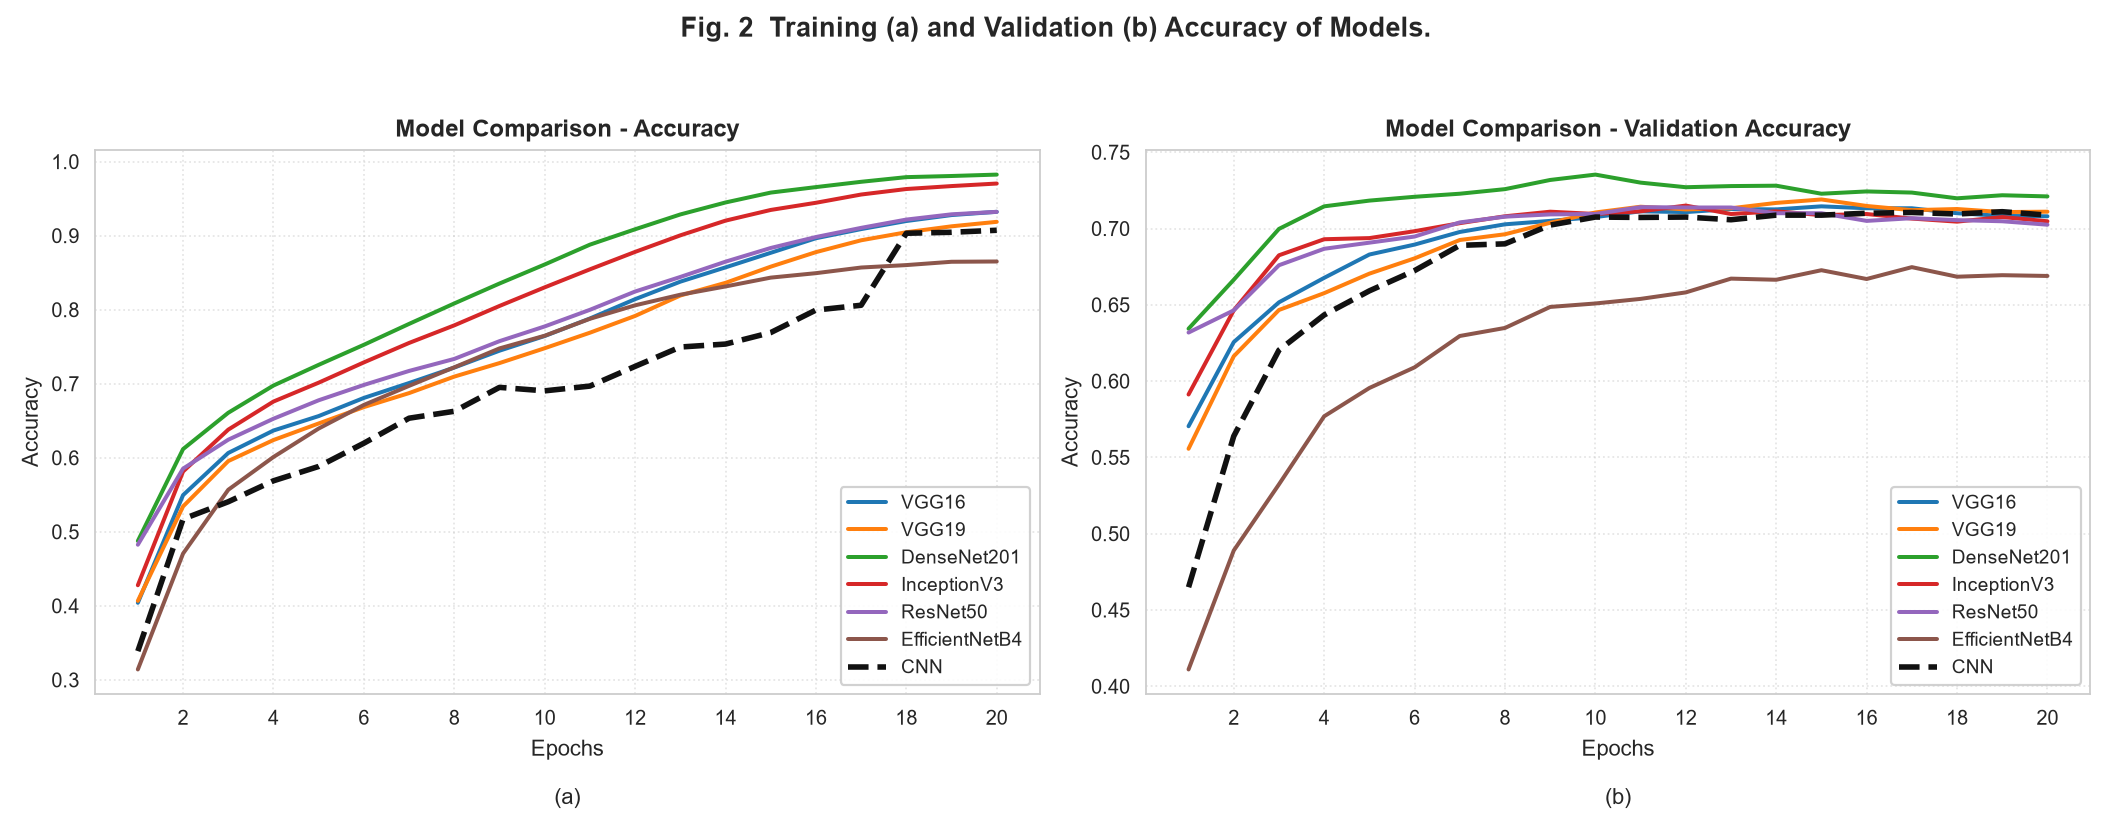 Fig. 2  Training (a) and Validation (b) Accuracy of Models.
Model Comparison - Accuracy
Accuracy
1.0
0.9
0.8
0.7
0.6
0.5
0.4
0.3
2 4 6 8 10 12 14 16 18 20
Epochs
VGG16
VGG19
DenseNet201
InceptionV3
ResNet50
EfficientNetB4
CNN
(a)
Model Comparison - Validation Accuracy
Accuracy
0.75
0.70
0.65
0.60
0.55
0.50
0.45
0.40
2 4 6 8 10 12 14 16 18 20
Epochs
VGG16
VGG19
DenseNet201
InceptionV3
ResNet50
EfficientNetB4
CNN
(b)